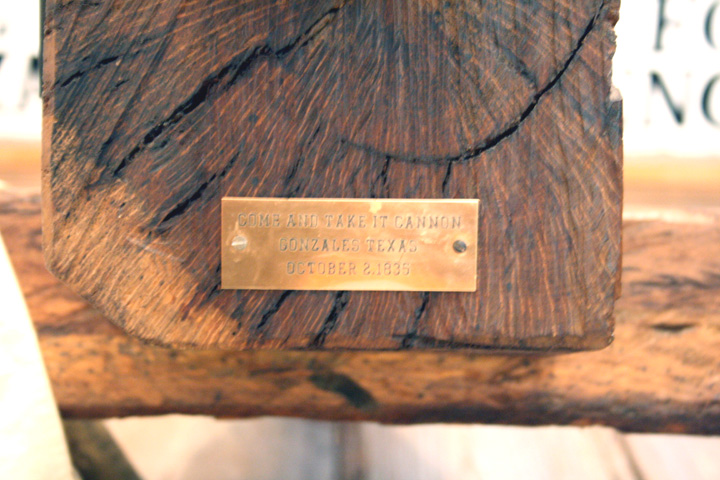 COME AND TAKE IT CANNON
GONZALES TEXAS
OCTOBER 2, 1835